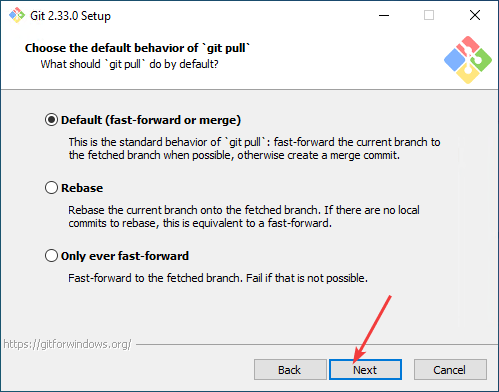 Git 2.33.0 Setup
Choose the default behavior of `git pull`
What should `git pull` do by default?
Default (fast-forward or merge)
This is the standard behavior of `git pull`: fast-forward the current branch to
the fetched branch when possible, otherwise create a merge commit.
Rebase
Rebase the current branch onto the fetched branch. If there are no local
commits to rebase, this is equivalent to a fast-forward.
Only ever fast-forward
Fast-forward to the fetched branch. Fail if that is not possible.
https://gitforwindows.org/
Back
Next
Cancel